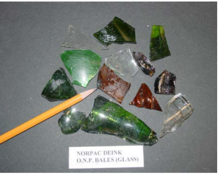 NORPAC DEINK
O.N.P. BALES (GLASS)